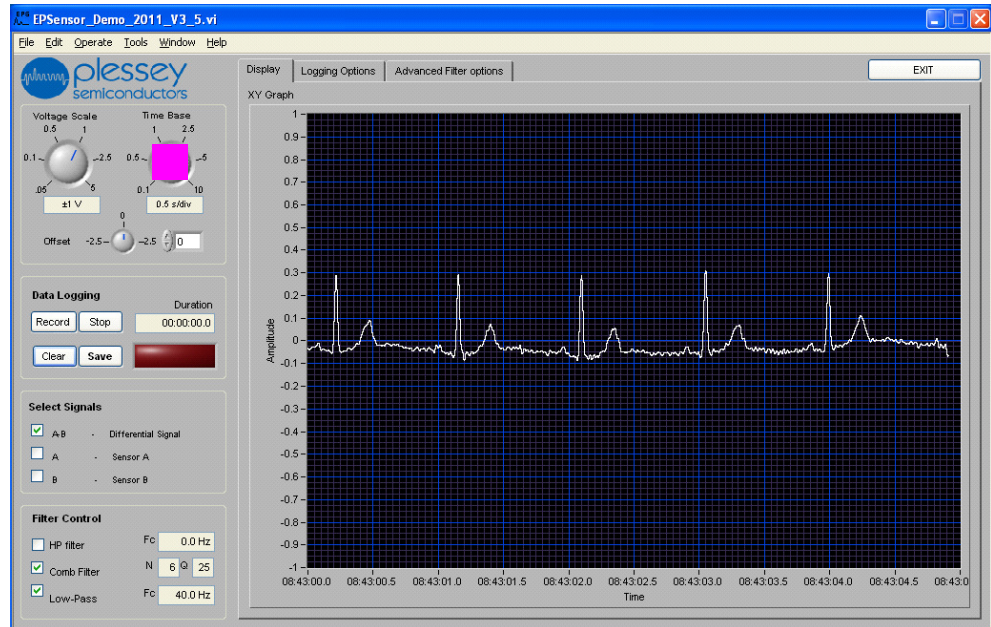 EPSensor_Demo_2011_V3_5.vi
File Edit Operate Tools Window Help
plessey
semiconductors
Voltage Scale
0.5 1
0.1 2.5
.05 5
±1 V
Time Base
1 2.5
0.5 5
0.1 10
0.5 s/div
0
Offset -2.5 2.5 0
Data Logging
Duration
Record Stop 00:00:00.0
Clear Save
Select Signals
A-B - Differential Signal
A - Sensor A
B - Sensor B
Filter Control
HP filter Fc 0.0 Hz
Comb Filter N 6 Q 25
Low-Pass Fc 40.0 Hz
Display Logging Options Advanced Filter options EXIT
XY Graph
1
0.9
0.8
0.7
0.6
0.5
0.4
0.3
0.2
0.1
0
-0.1
-0.2
-0.3
-0.4
-0.5
-0.6
-0.7
-0.8
-0.9
-1
Amplitude
08:43:00.0 08:43:00.5 08:43:01.0 08:43:01.5 08:43:02.0 08:43:02.5 08:43:03.0 08:43:03.5 08:43:04.0 08:43:04.5 08:43:0
Time